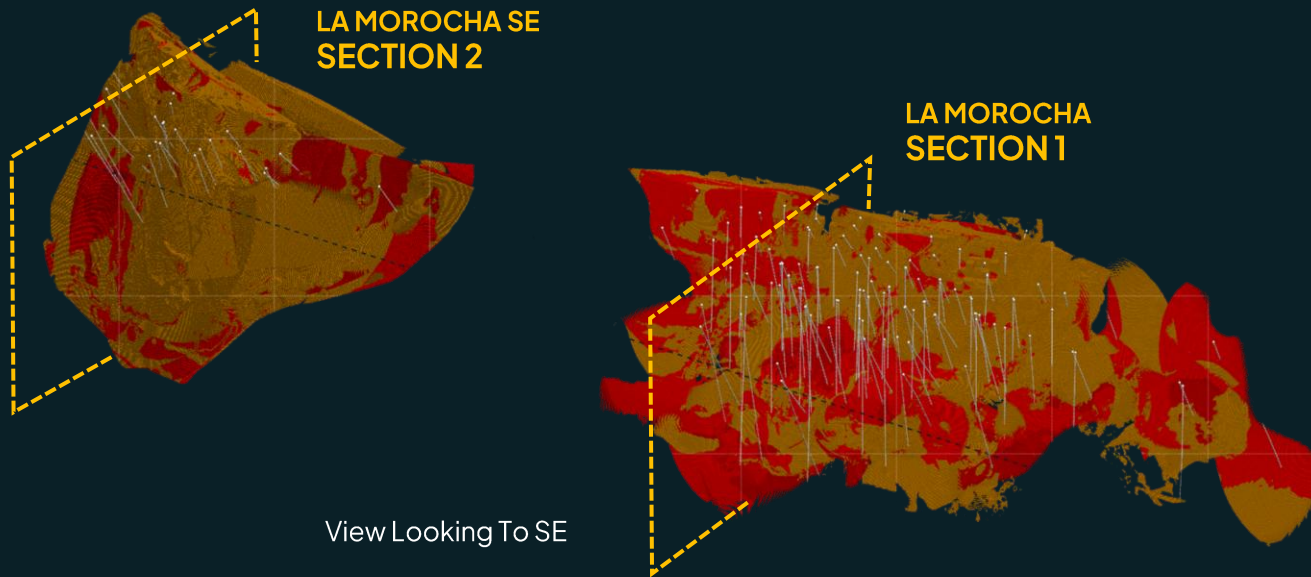 LA MOROCHA SE
SECTION 2
LA MOROCHA
SECTION 1
View Looking To SE